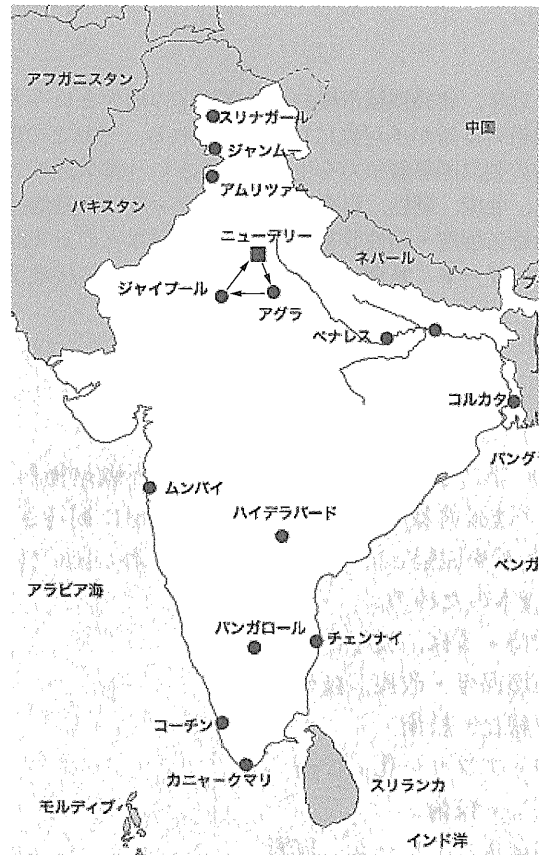 アフガニスタン
スリナガール
中国
ジャンムー
アムリツァー
パキスタン
ニューデリー
ネパール
ブー
ジャイプール
アグラ
ベナレス
コルカタ
バング
ムンバイ
ハイデラバード
ベンガ
アラビア海
バンガロール
チェンナイ
コーチン
カニャークマリ
スリランカ
モルディブ
インド洋